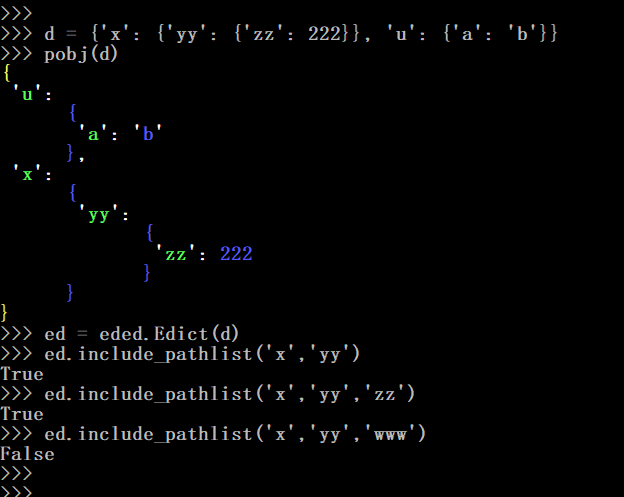 >>>
>>> d = {'x': {'yy': {'zz': 222}}, 'u': {'a': 'b'}}
>>> pobj(d)
{
 'u':
      {
       'a': 'b'
      },
 'x':
      {
       'yy':
             {
              'zz': 222
             }
      }
}
>>> ed = eded.Edict(d)
>>> ed.include_pathlist('x','yy')
True
>>> ed.include_pathlist('x','yy','zz')
True
>>> ed.include_pathlist('x','yy','www')
False
>>>
>>>